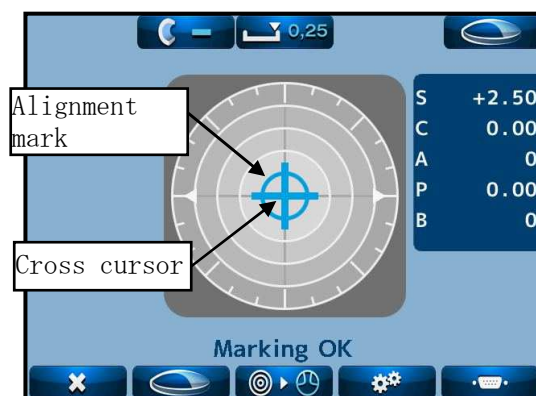 0,25
Alignment
mark
Cross cursor
S +2.50
C 0.00
A 0
P 0.00
B 0
Marking OK